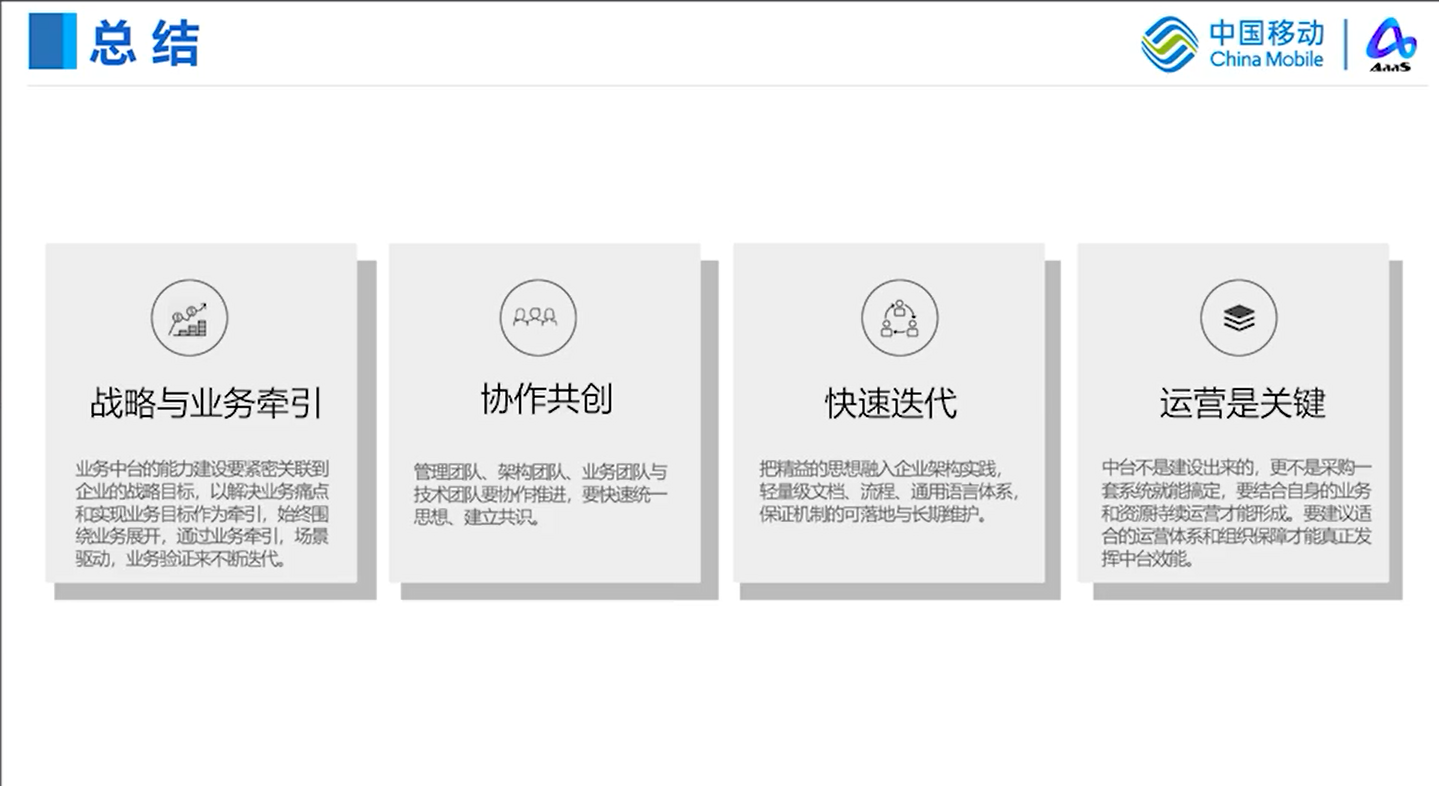 总结
中国移动
China Mobile
AaaS
战略与业务牵引
业务中台的能力建设要紧密关联到
企业的战略目标，以解决业务痛点
和实现业务目标作为牵引，始终围
绕业务展开，通过业务牵引，场景
驱动，业务验证来不断迭代。
协作共创
管理团队、架构团队、业务团队与
技术团队要协作推进，要快速统一
思想、建立共识。
快速迭代
把精益的思想融入企业架构实践，
轻量级文档、流程、通用语言体系，
保证机制的可落地与长期维护。
运营是关键
中台不是建设出来的，更不是采购一
套系统就能搞定，要结合自身的业务
和资源持续运营才能形成。要建议适
合的运营体系和组织保障才能真正发
挥中台效能。